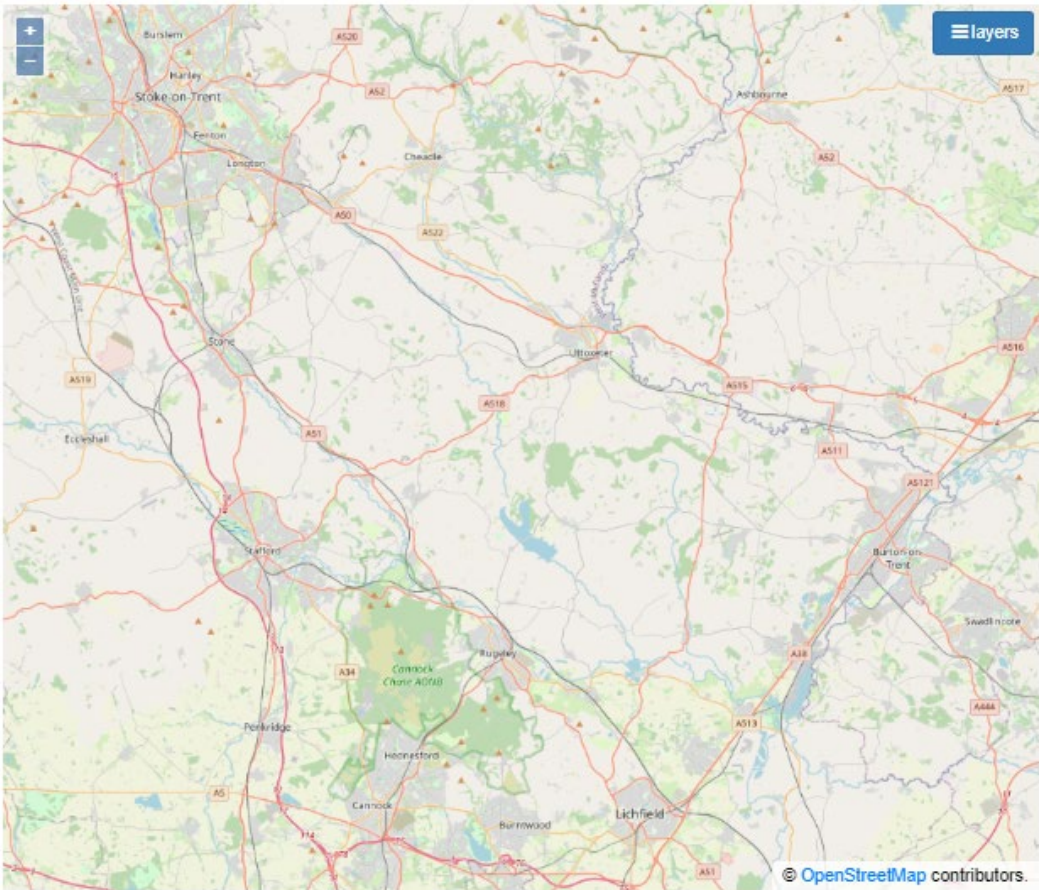 +
−
layers
Burslem
A520
Hanley
A52
Stoke-on-Trent
Ashbourne
A517
Fenton
Cheadle
A52
Longton
A50
A522
Stone
Uttoxeter
A516
A519
A515
A518
Eccleshall
A51
A511
A5121
Stafford
Burton-on-
Trent
Swadlincote
Rugeley
A38
A34
Cannock
Chase AONB
A444
A513
Penkridge
Hednesford
A5
Cannock
Lichfield
Burntwood
A51
© OpenStreetMap contributors.